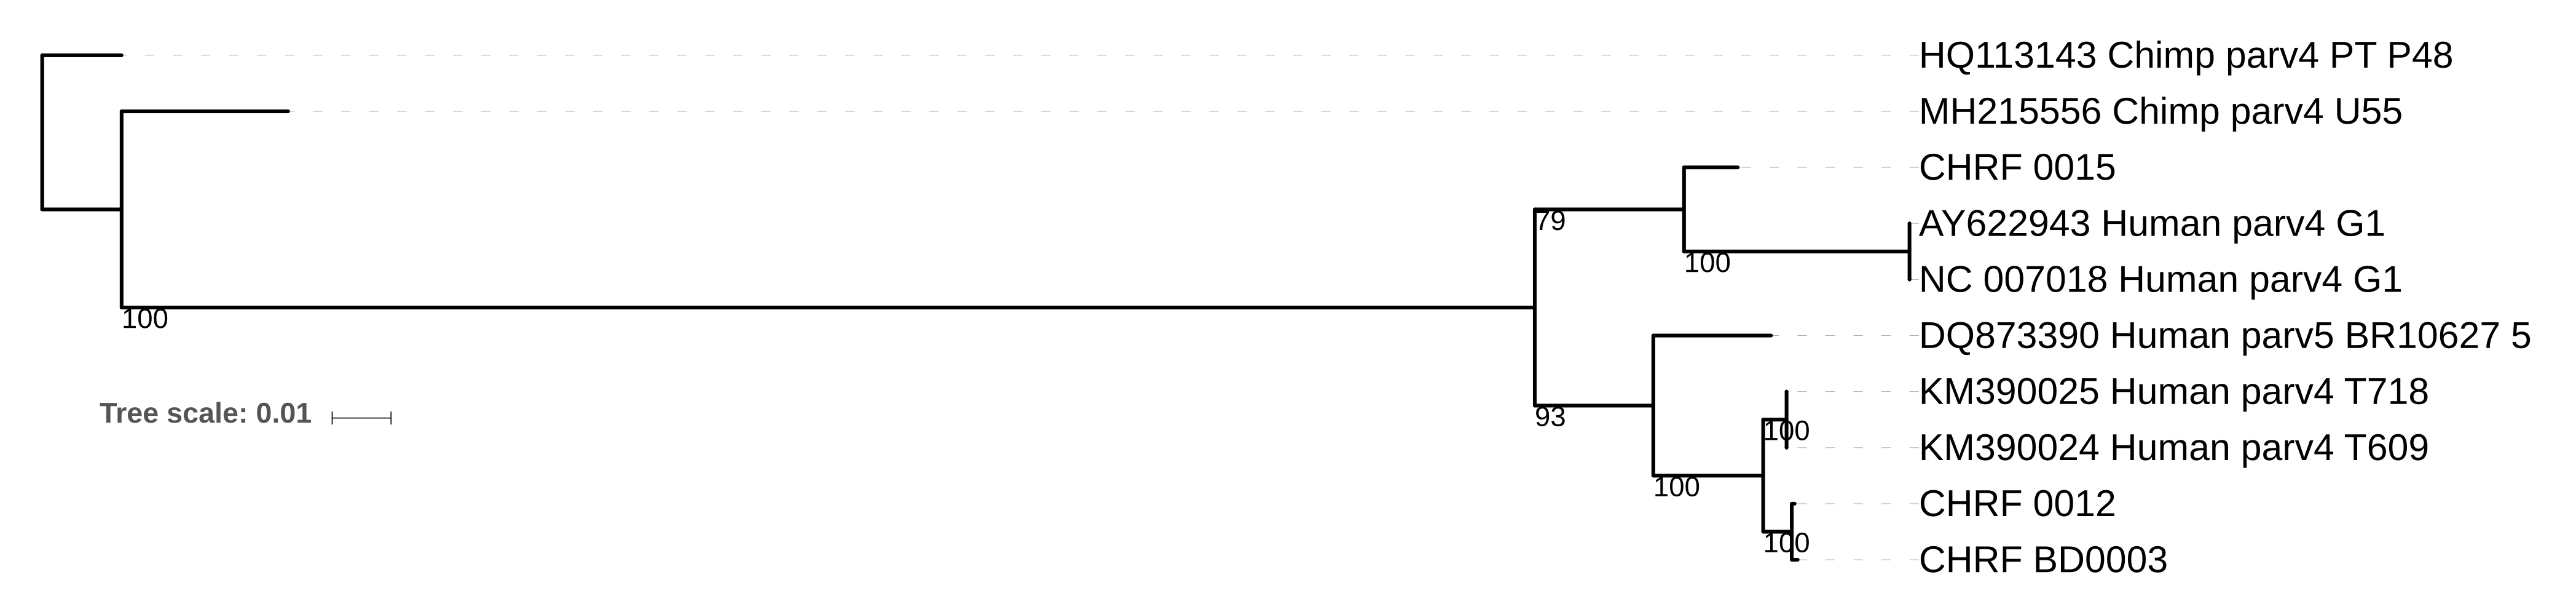 HQ113143 Chimp parv4 PT P48
MH215556 Chimp parv4 U55
CHRF 0015
79
AY622943 Human parv4 G1
100
NC 007018 Human parv4 G1
100
DQ873390 Human parv5 BR10627 5
KM390025 Human parv4 T718
Tree scale: 0.01
93
100
KM390024 Human parv4 T609
100
CHRF 0012
100
CHRF BD0003